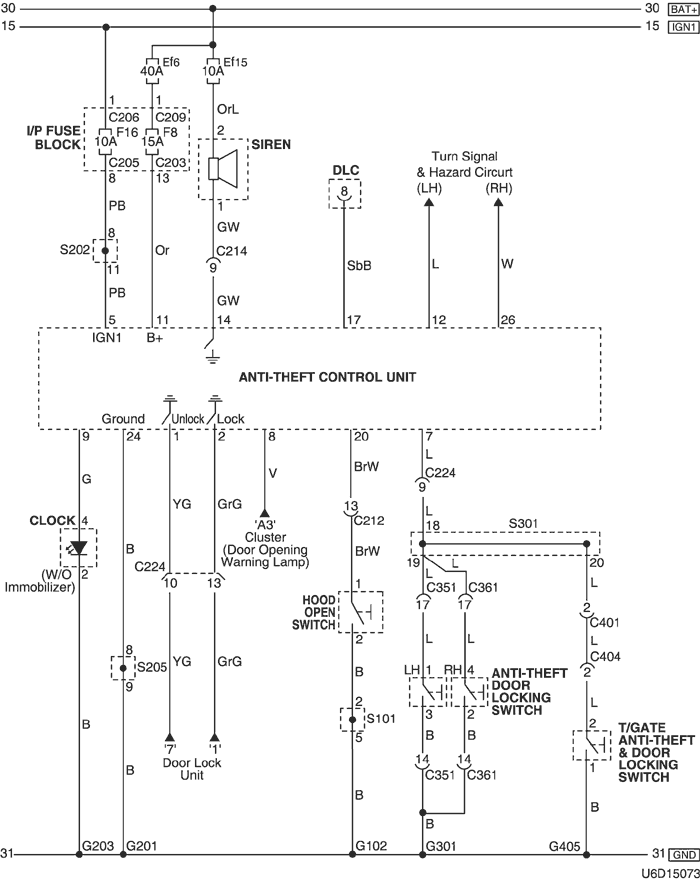 30 30 BAT+
15 15 IGN1
Ef6 Ef15
40A 10A
1 1 OrL
C206 C209
I/P FUSE BLOCK
F16 F8
10A 15A
C205 C203
8 13
2
SIREN
1
PB
GW
8
S202
11
Or
C214
9
PB
GW
DLC
8
SbB
Turn Signal
& Hazard Circurt
(LH) (RH)
L W
5 11 14 17 12 26
IGN1 B+
ANTI-THEFT CONTROL UNIT
Ground Unlock Lock
9 24 1 2 8 20 7
G
CLOCK 4
(W/O
Immobilizer)
2
B
B
8
S205
9
B
YG GrG
C224
10 13
YG GrG
'7' '1'
Door Lock
Unit
V
'A3'
Cluster
(Door Opening
Warning Lamp)
BrW
13
C212
BrW
1
HOOD
OPEN
SWITCH
2
B
2
S101
5
B
L
C224
9
L
18 S301
19 20
L L L
C351 C361
17 17
L L
LH 1 RH 4
ANTI-THEFT
DOOR
LOCKING
SWITCH
3 2
B B
14 14
C351 C361
B
2
C401
L
C404
2
L
2
T/GATE
ANTI-THEFT
& DOOR
LOCKING
SWITCH
1
B
31 G203 G201 G102 G301 G405 31 GND
U6D15073